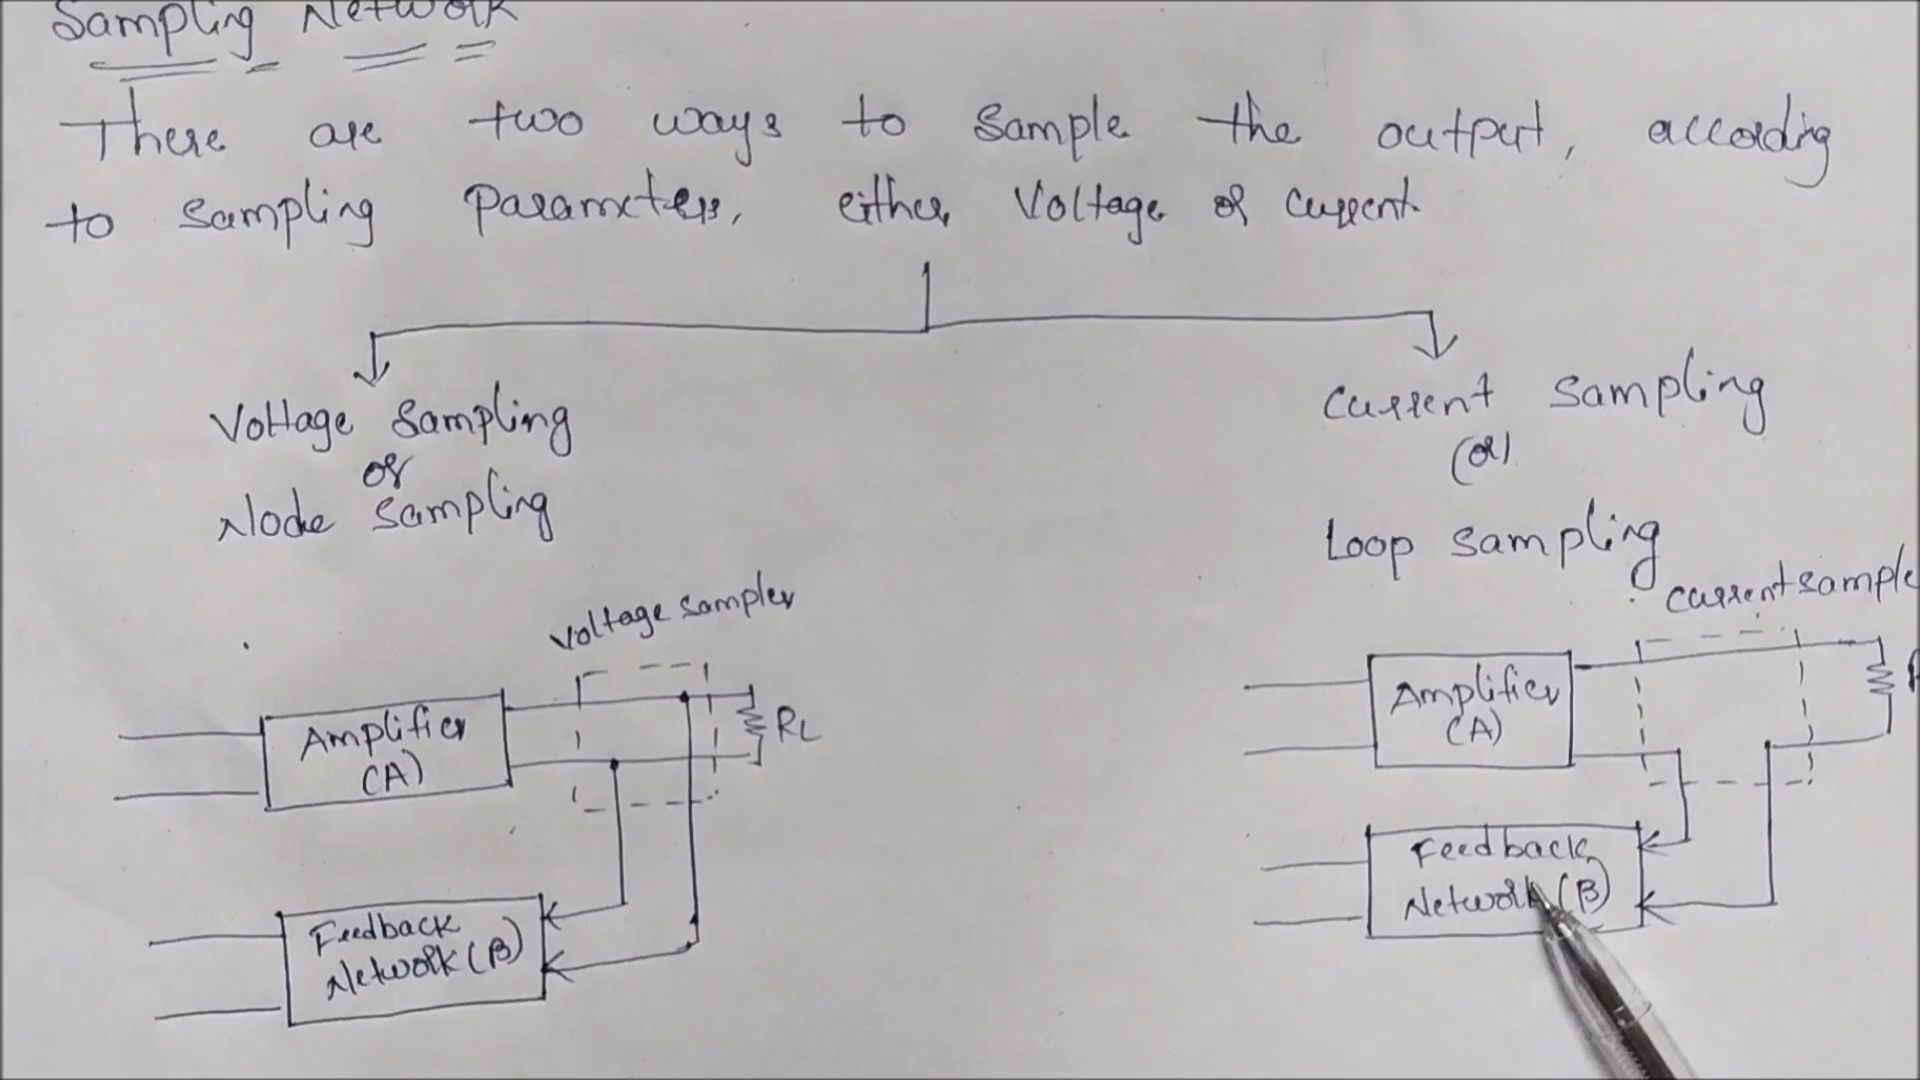 Sampling Network
There are two ways to sample the output, according
to sampling parameters, either Voltage or current.
Voltage Sampling
or
Node Sampling
Current Sampling
(or)
Loop Sampling
Voltage sampler
Current sample
Amplifier
(A)
RL
Amplifier
(A)
Feedback
Network (β)
Feedback
Network (β)